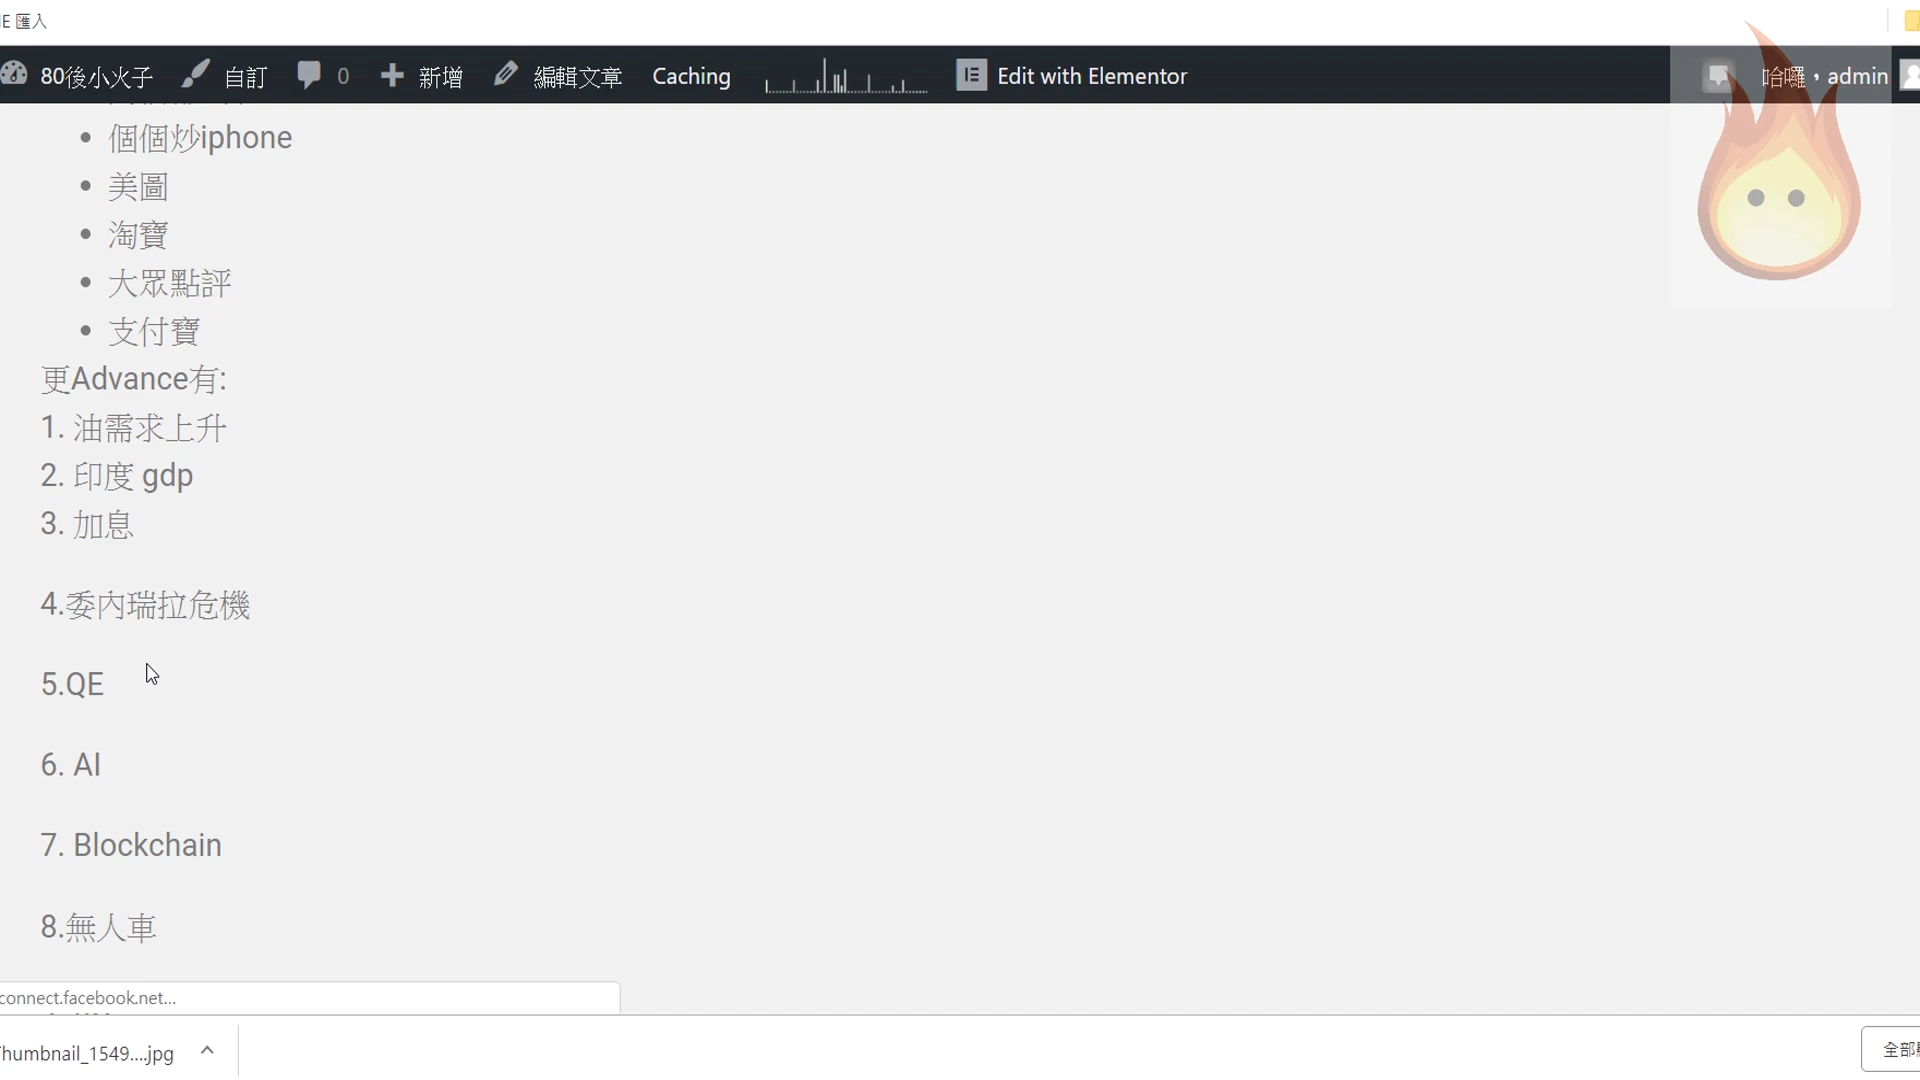 E 匯入
80後小火子 自訂 0 新增 編輯文章 Caching Edit with Elementor 哈囉，admin
個個炒iphone
美圖
淘寶
大眾點評
支付寶
更Advance有:
1. 油需求上升
2. 印度 gdp
3. 加息
4.委內瑞拉危機
5.QE
6. AI
7. Blockchain
8.無人車
connect.facebook.net...
humbnail_1549....jpg
全部